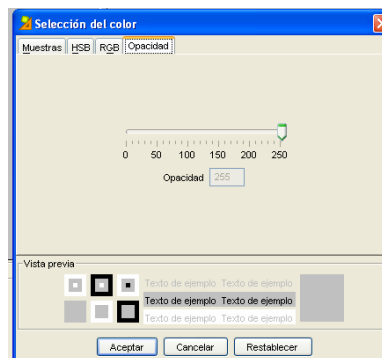 Selección del color
Muestras HSB RGB Opacidad
0 50 100 150 200 250
Opacidad 255
Vista previa
Texto de ejemplo Texto de ejemplo
Texto de ejemplo Texto de ejemplo
Texto de ejemplo Texto de ejemplo
Aceptar Cancelar Restablecer